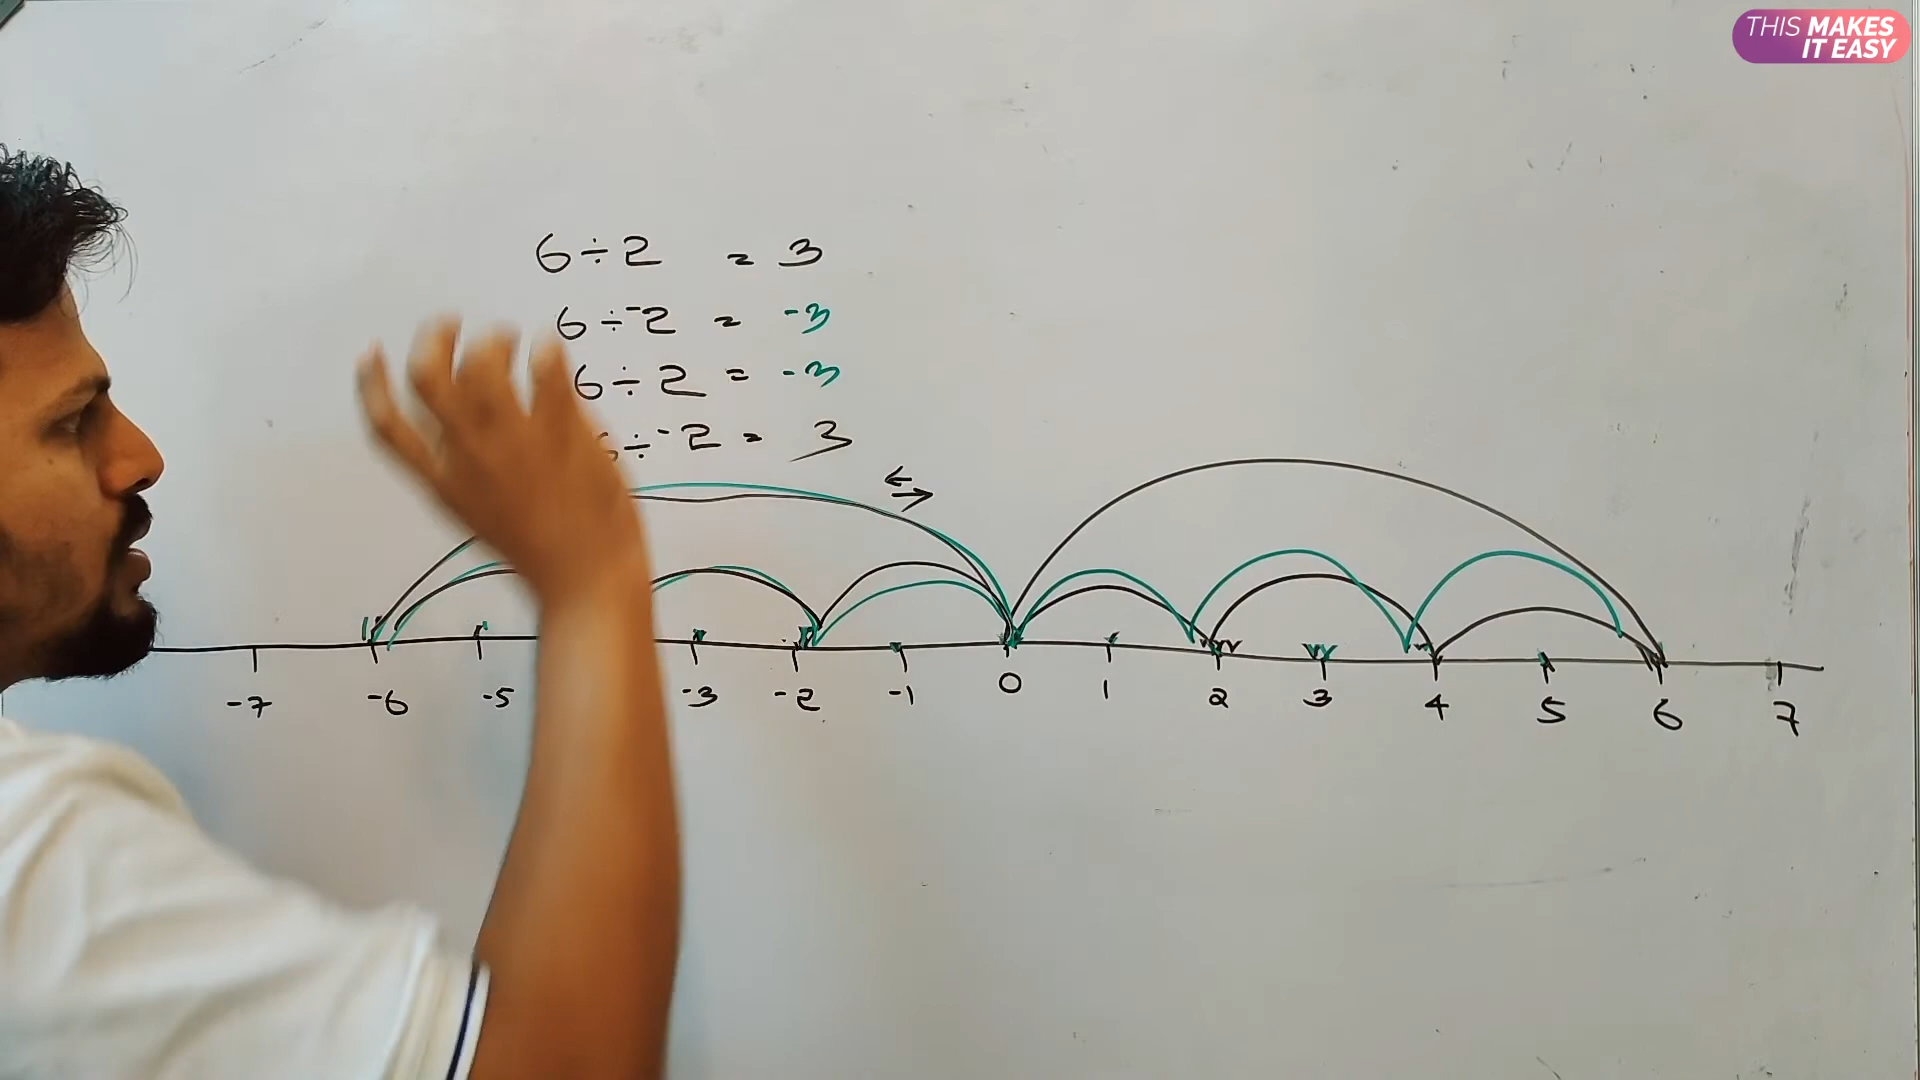 THIS MAKES
IT EASY
6 ÷ 2 = 3
6 ÷ -2 = -3
6 ÷ 2 = -3
6 ÷ -2 = 3
-7 -6 -5 -3 -2 -1 0 1 2 3 4 5 6 7